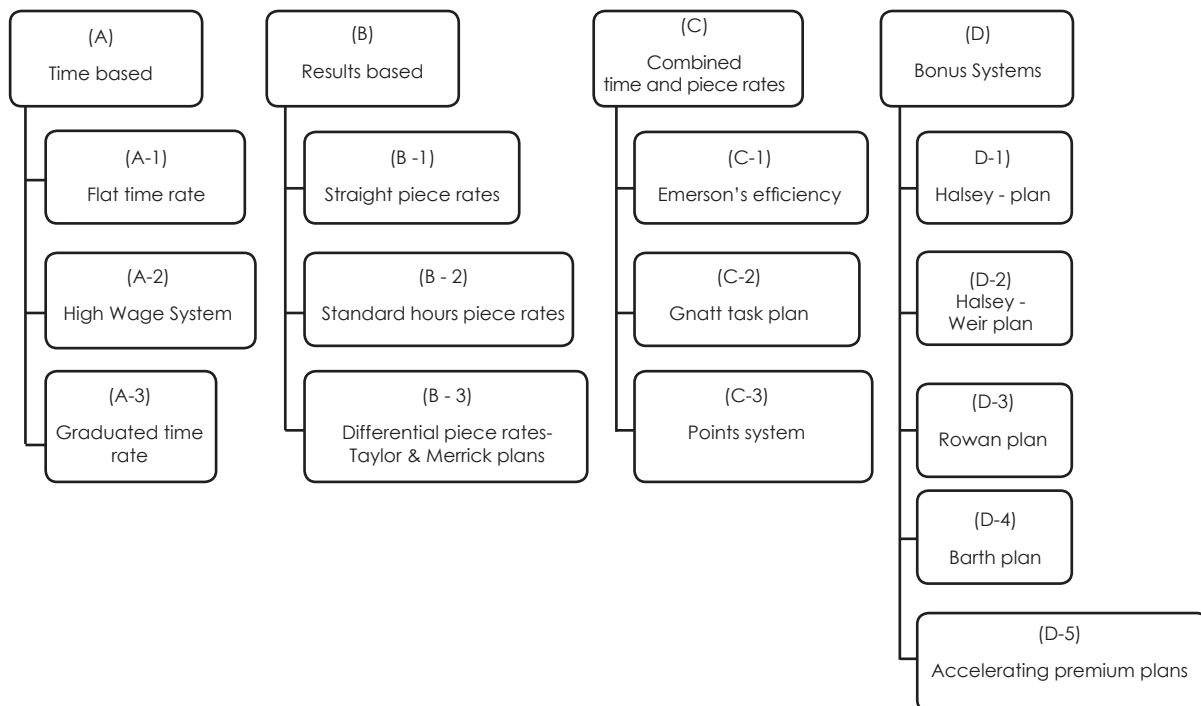 (A)
Time based
(A-1)
Flat time rate
(A-2)
High Wage System
(A-3)
Graduated time
rate
(B)
Results based
(B -1)
Straight piece rates
(B - 2)
Standard hours piece rates
(B - 3)
Differential piece rates-
Taylor & Merrick plans
(C)
Combined
time and piece rates
(C-1)
Emerson's efficiency
(C-2)
Gnatt task plan
(C-3)
Points system
(D)
Bonus Systems
D-1)
Halsey - plan
(D-2)
Halsey -
Weir plan
(D-3)
Rowan plan
(D-4)
Barth plan
(D-5)
Accelerating premium plans